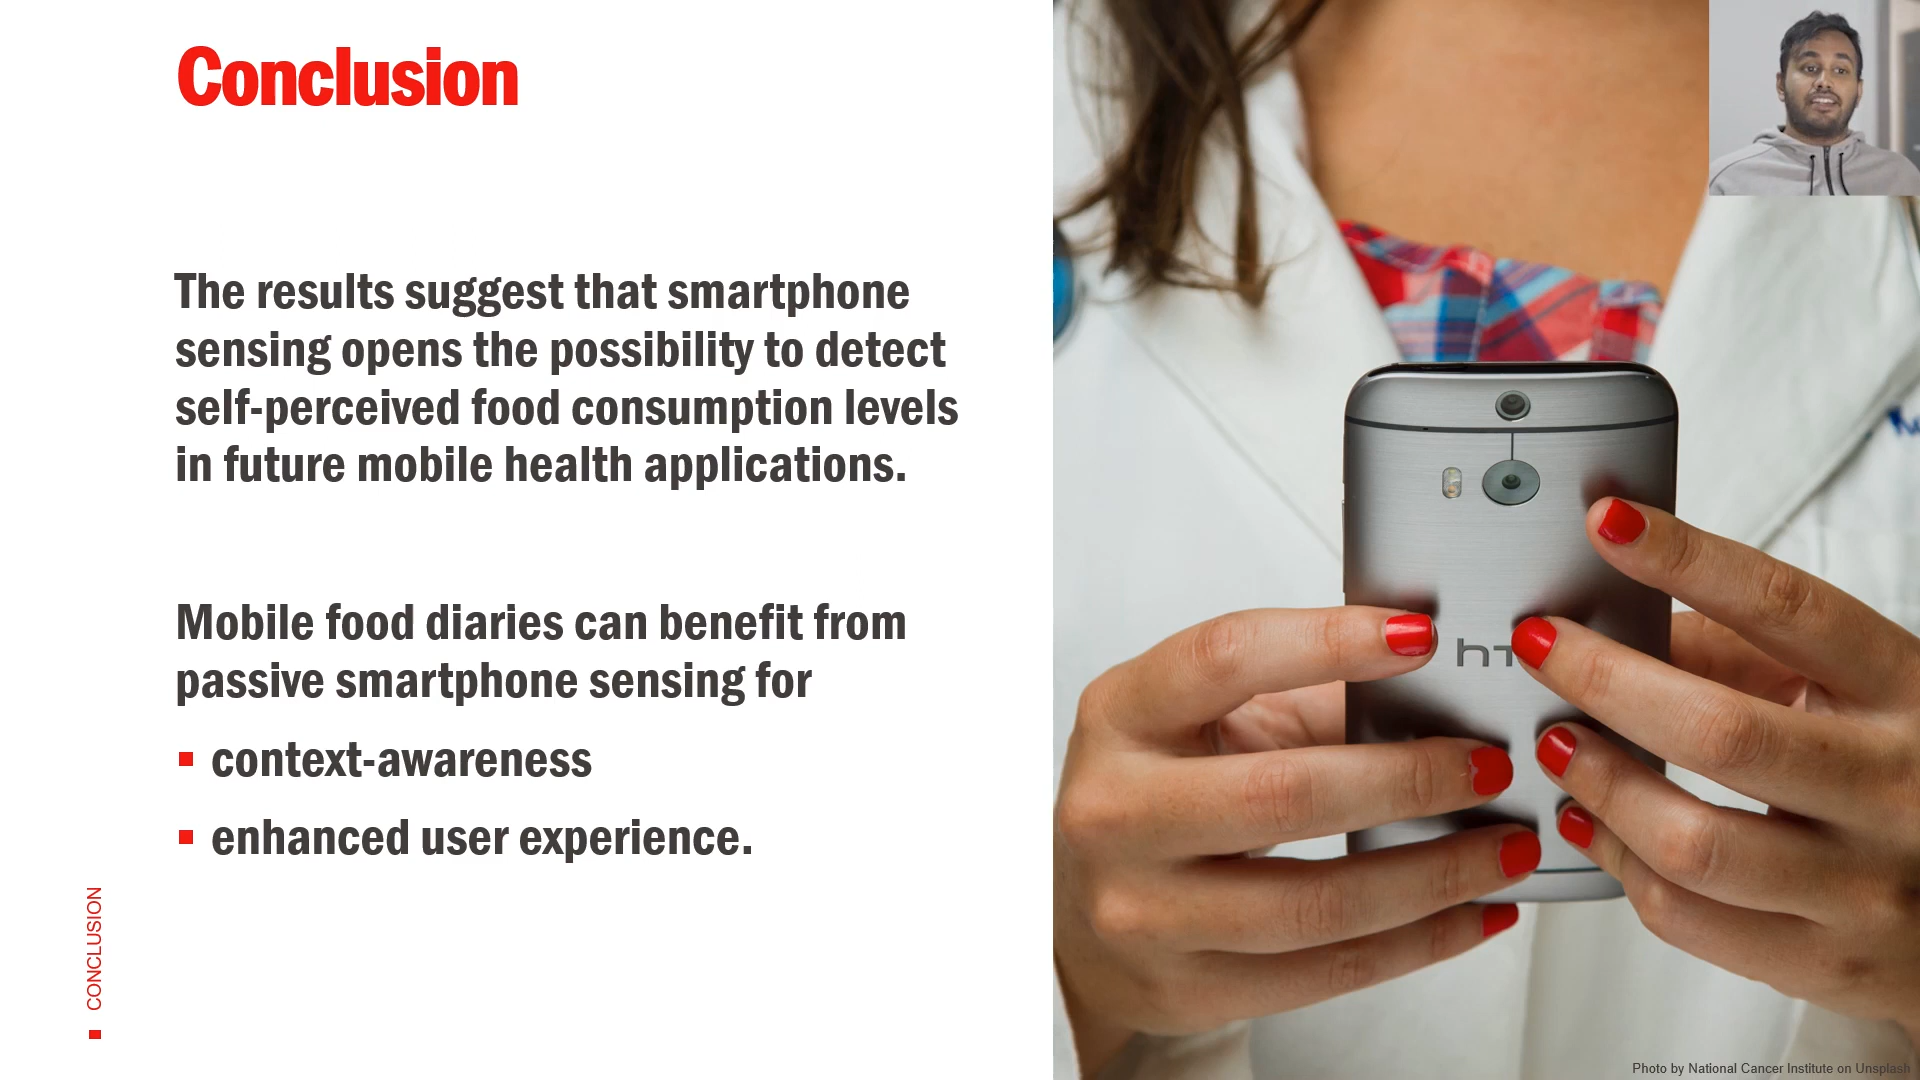 Conclusion
The results suggest that smartphone
sensing opens the possibility to detect
self-perceived food consumption levels
in future mobile health applications.
Mobile food diaries can benefit from
passive smartphone sensing for
▪ context-awareness
▪ enhanced user experience.
CONCLUSION
Photo by National Cancer Institute on Unsplash